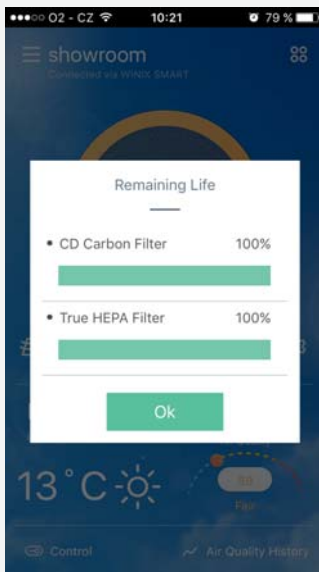 O2 - CZ 10:21 79 %
showroom
Connected via WINIX SMART
Remaining Life
• CD Carbon Filter 100%
• True HEPA Filter 100%
Ok
13°C
Fair
Control Air Quality History